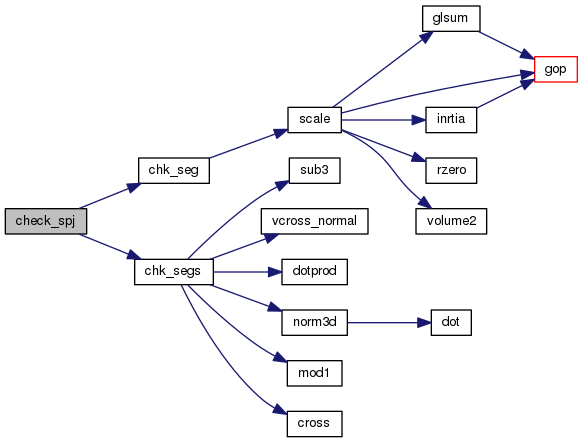 glsum
gop
scale
inrtia
chk_seg
sub3
rzero
check_spj
vcross_normal
volume2
chk_segs
dotprod
norm3d
dot
mod1
cross